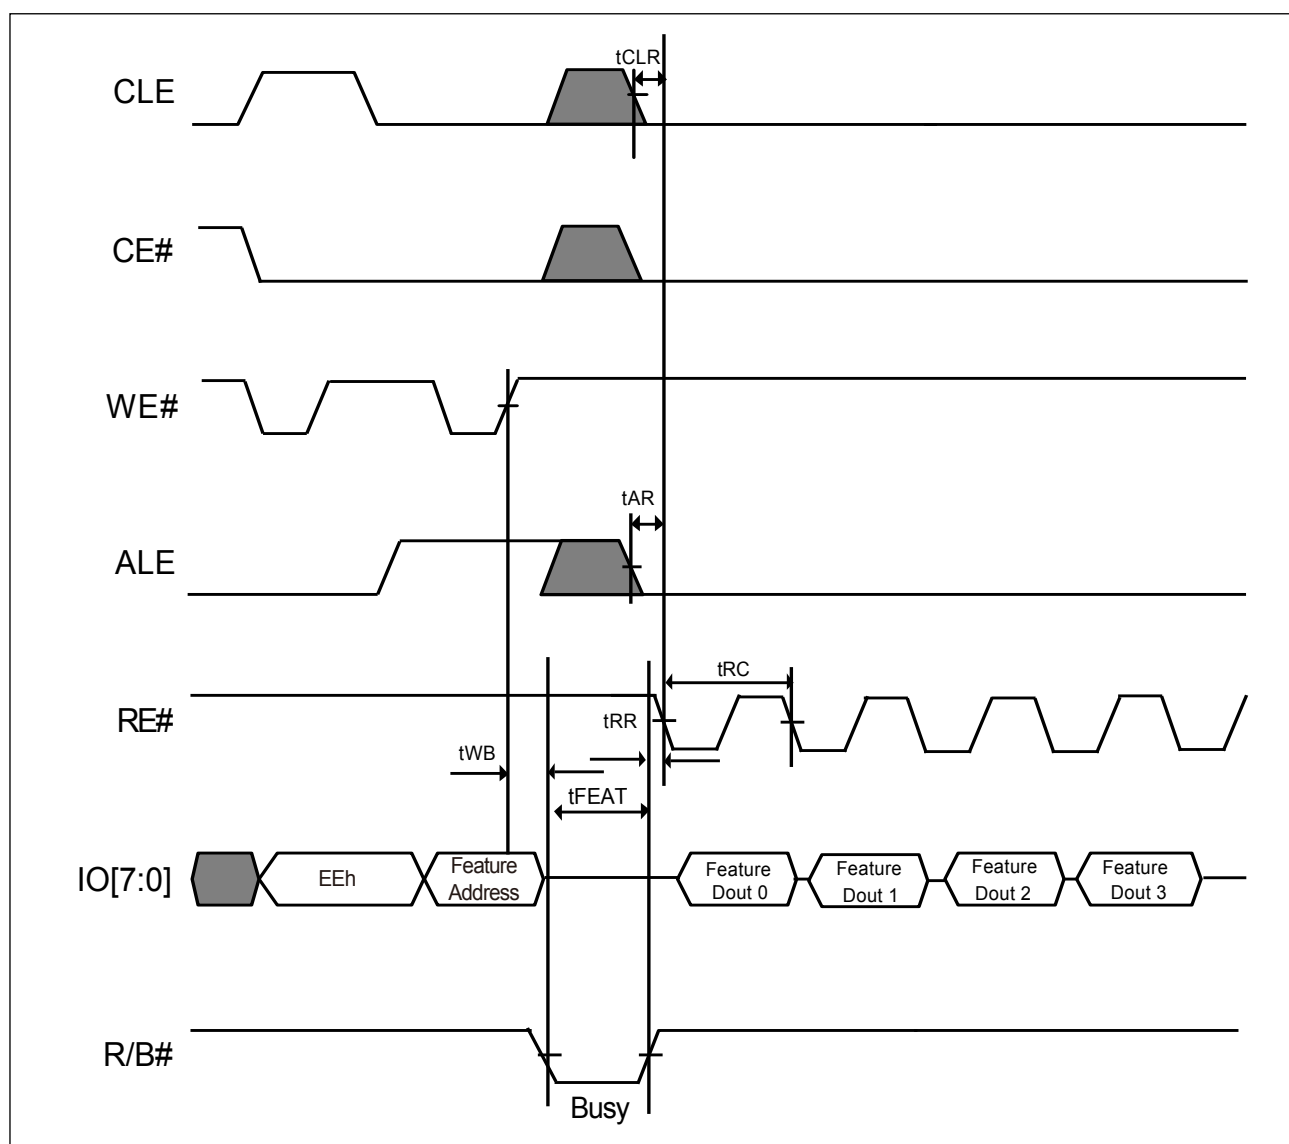 tCLR
CLE
CE#
WE#
tAR
ALE
tRC
RE#
tRR
tWB
tFEAT
IO[7:0]
EEh
Feature
Address
Feature
Dout 0
Feature
Dout 1
Feature
Dout 2
Feature
Dout 3
R/B#
Busy